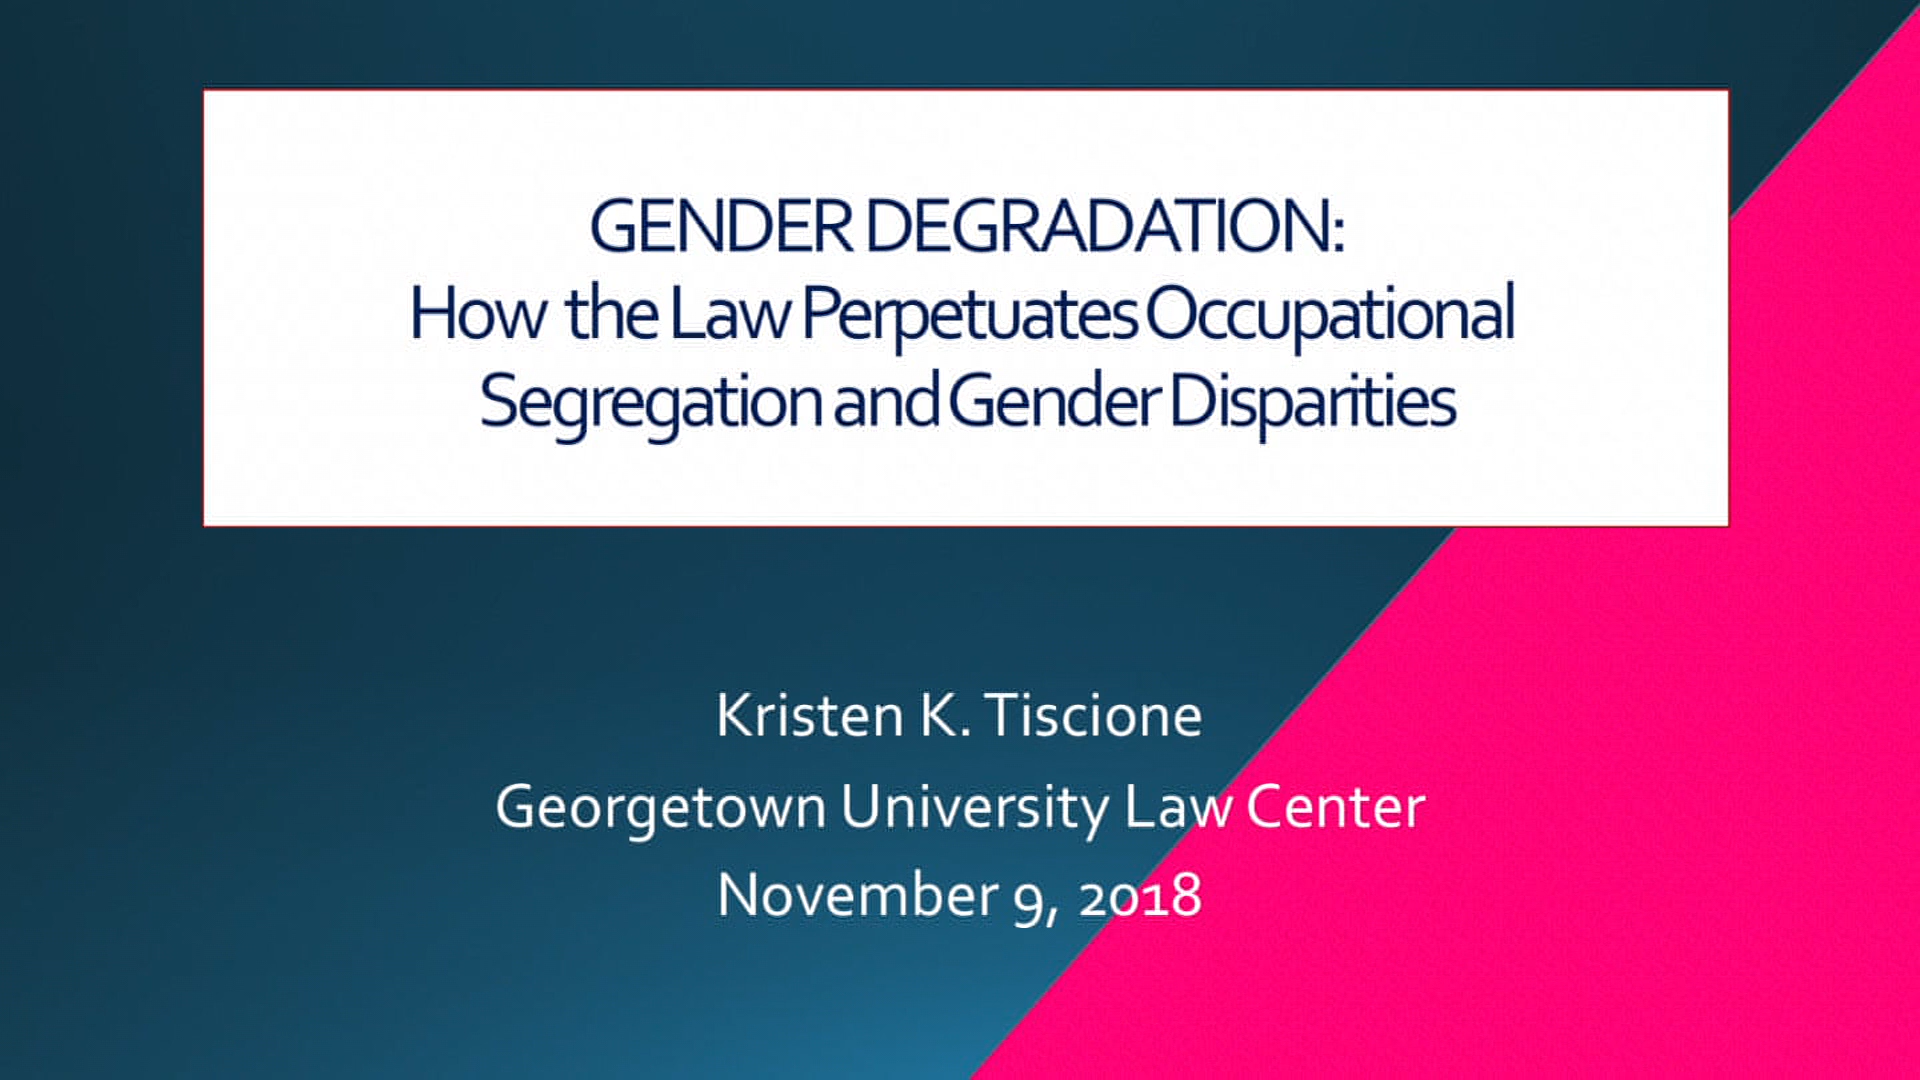 GENDER DEGRADATION:
How the Law Perpetuates Occupational
Segregation and Gender Disparities
Kristen K. Tiscione
Georgetown University Law Center
November 9, 2018